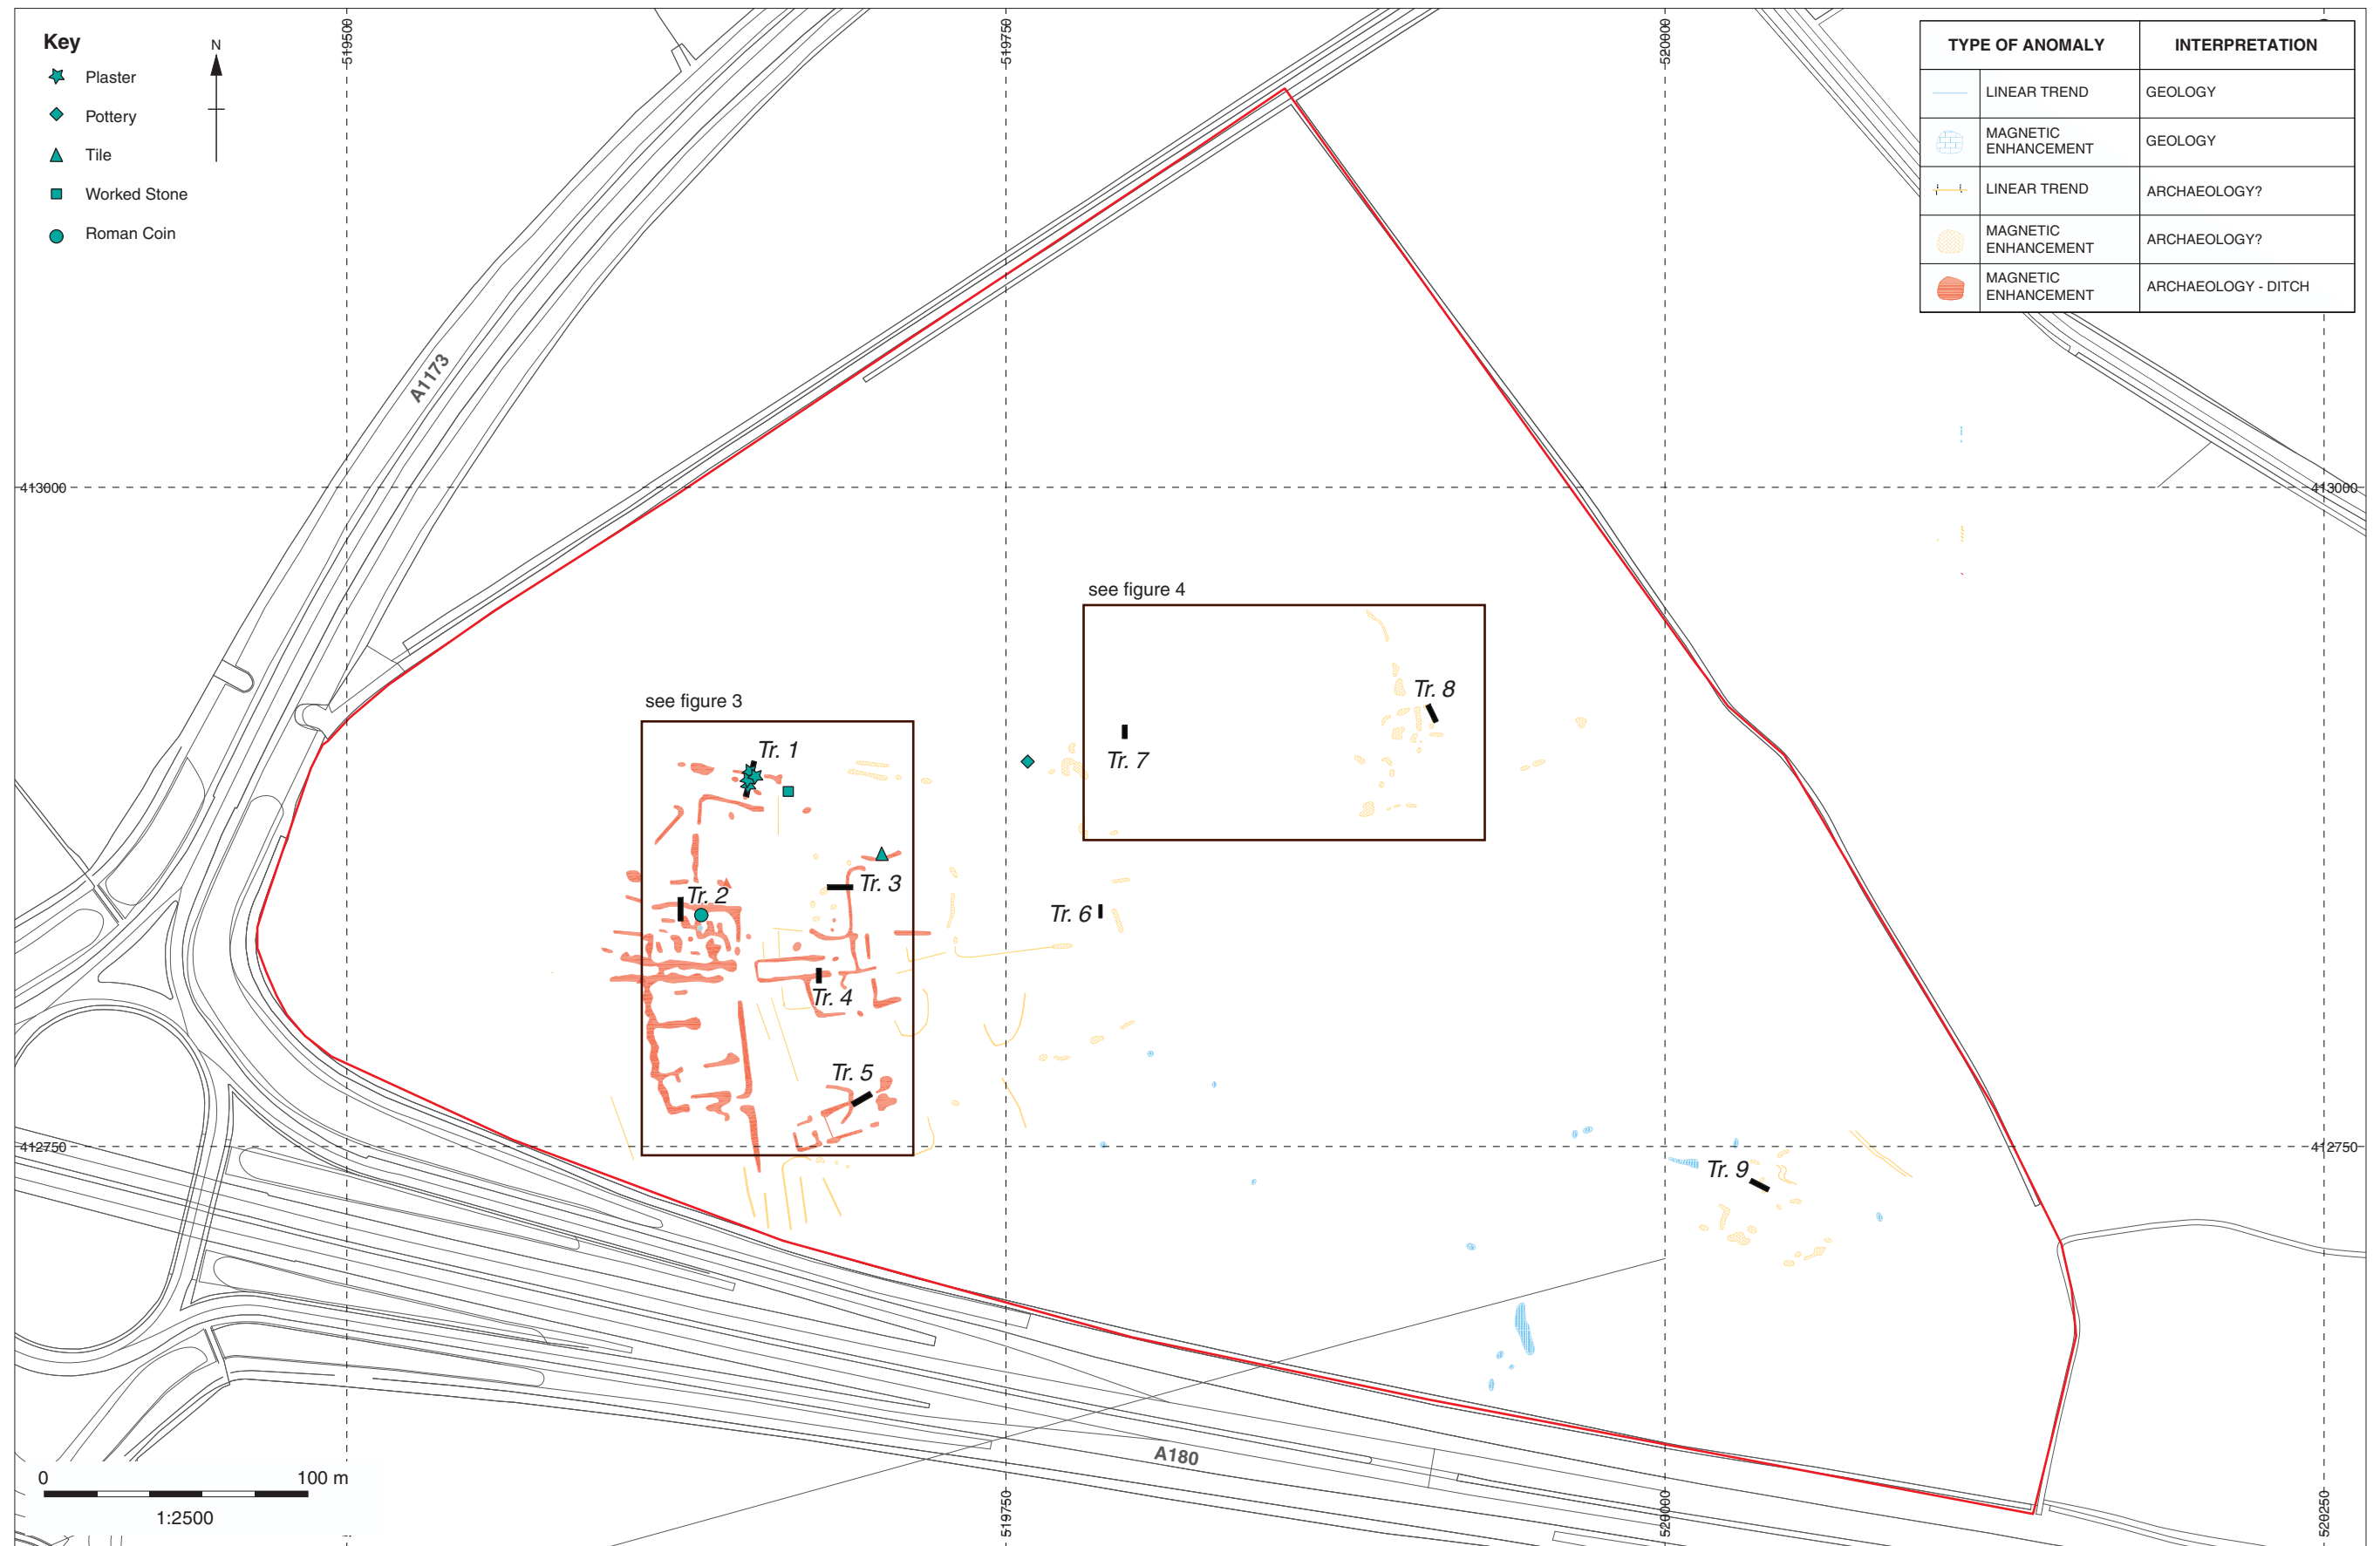 Key
N
Plaster
Pottery
Tile
Worked Stone
Roman Coin
519500
519750
520000
TYPE OF ANOMALY
INTERPRETATION
LINEAR TREND
GEOLOGY
MAGNETIC
ENHANCEMENT
GEOLOGY
LINEAR TREND
ARCHAEOLOGY?
MAGNETIC
ENHANCEMENT
ARCHAEOLOGY?
MAGNETIC
ENHANCEMENT
ARCHAEOLOGY - DITCH
A1173
413000
413000
see figure 4
Tr. 8
Tr. 7
see figure 3
Tr. 1
Tr. 3
Tr. 2
Tr. 6
Tr. 4
Tr. 5
412750
412750
Tr. 9
A180
0
100 m
1:2500
519750
520000
520250